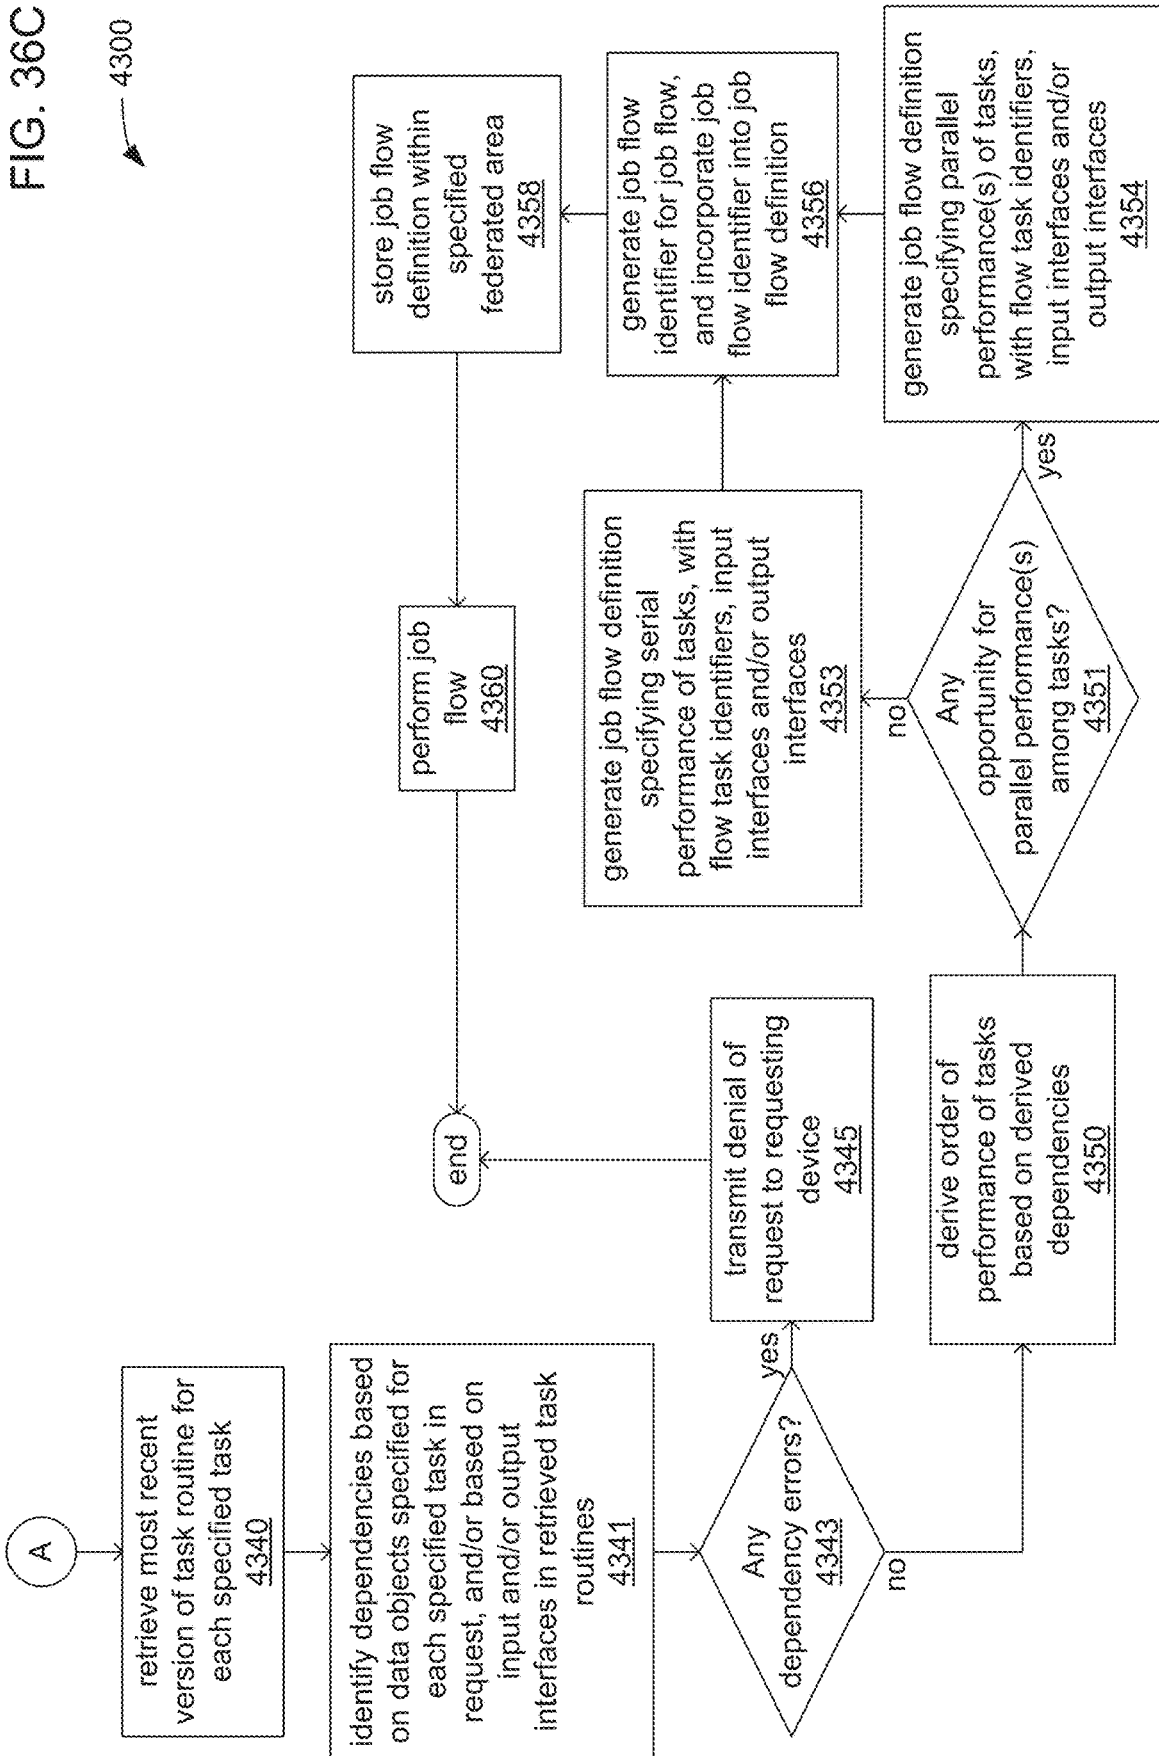 FIG. 36C
4300
A
retrieve most recent
version of task routine for
each specified task
4340
identify dependencies based
on data objects specified for
each specified task in
request, and/or based on
input and/or output
interfaces in retrieved task
routines
4341
Any
dependency errors?
4343
yes
no
transmit denial of
request to requesting
device
4345
end
derive order of
performance of tasks
based on derived
dependencies
4350
Any
opportunity for
parallel performance(s)
among tasks?
4351
no
yes
generate job flow definition
specifying serial
performance of tasks, with
flow task identifiers, input
interfaces and/or output
interfaces
4353
generate job flow definition
specifying parallel
performance(s) of tasks,
with flow task identifiers,
input interfaces and/or
output interfaces
4354
generate job flow
identifier for job flow,
and incorporate job
flow identifier into job
flow definition
4356
store job flow
definition within
specified
federated area
4358
perform job
flow
4360